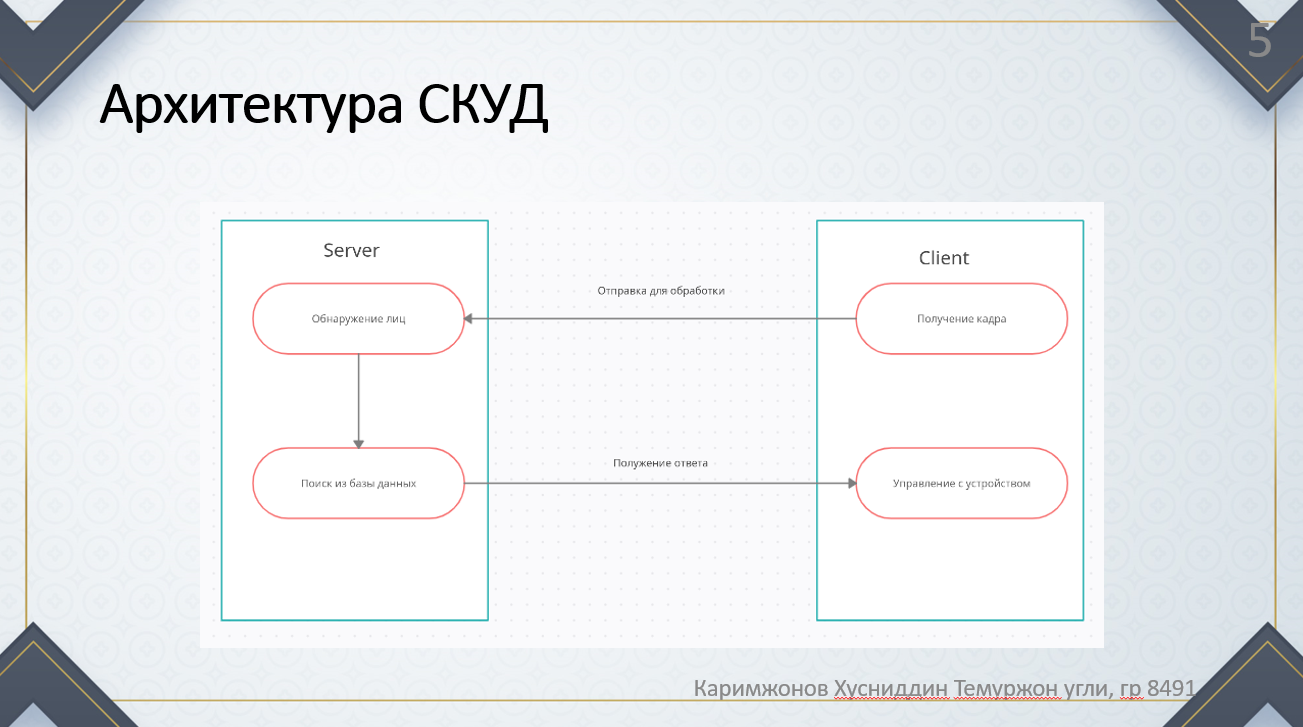 5
Архитектура СКУД
Server
Client
Отправка для обработки
Обнаружение лиц
Получение кадра
Полужение ответа
Поиск из базы данных
Управление с устройством
Каримжонов Хусниддин Темуржон угли, гр 8491